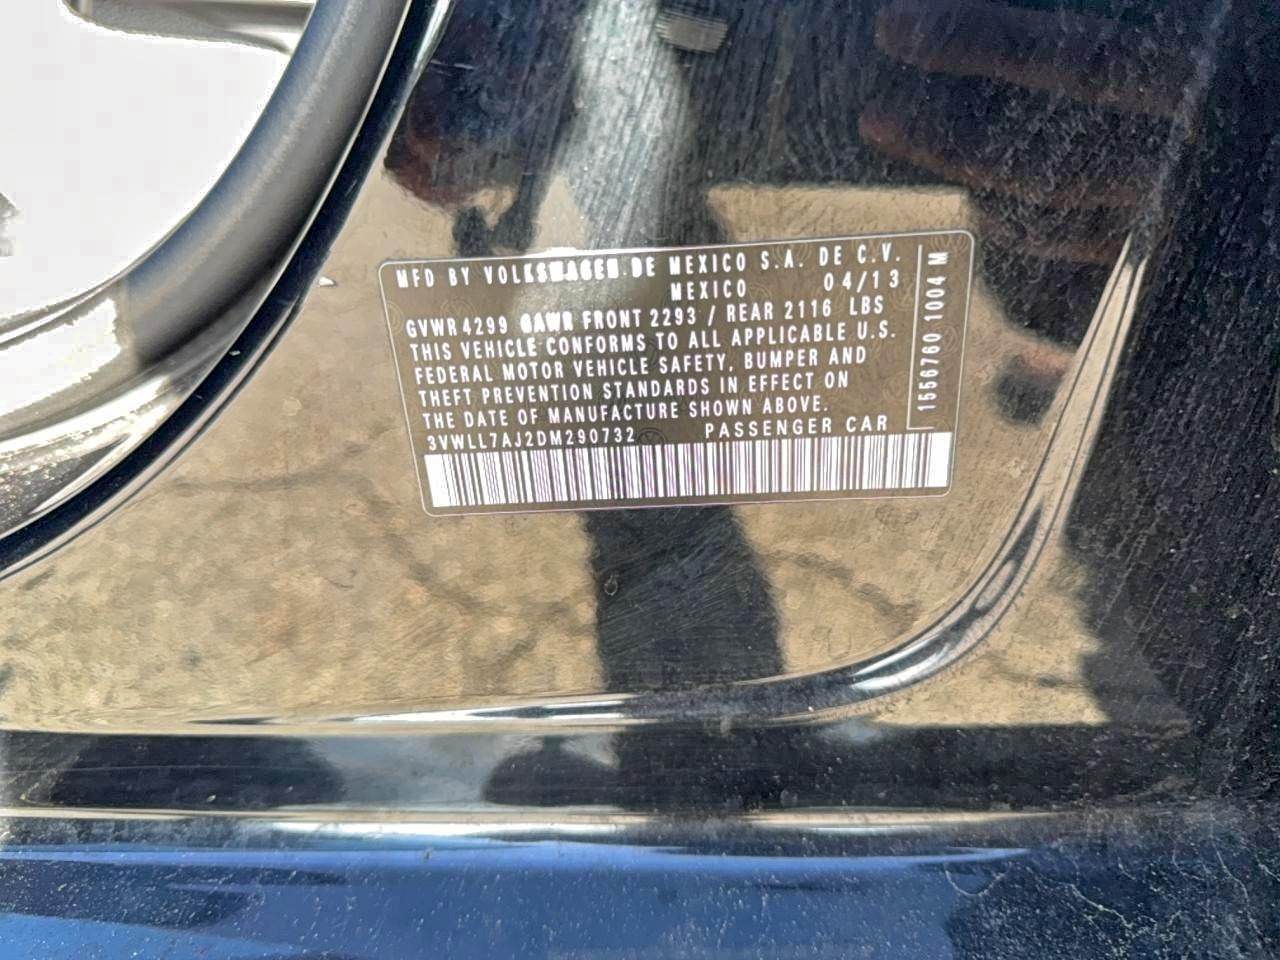 MFD BY VOLKSWAGEN DE MEXICO S.A. DE C.V.
MEXICO 04/13
GVWR 4299 GAWR FRONT 2293 / REAR 2116 LBS
THIS VEHICLE CONFORMS TO ALL APPLICABLE U.S.
FEDERAL MOTOR VEHICLE SAFETY, BUMPER AND
THEFT PREVENTION STANDARDS IN EFFECT ON
THE DATE OF MANUFACTURE SHOWN ABOVE.
3VWLL7AJ2DM290732 PASSENGER CAR
1556760 1004 M